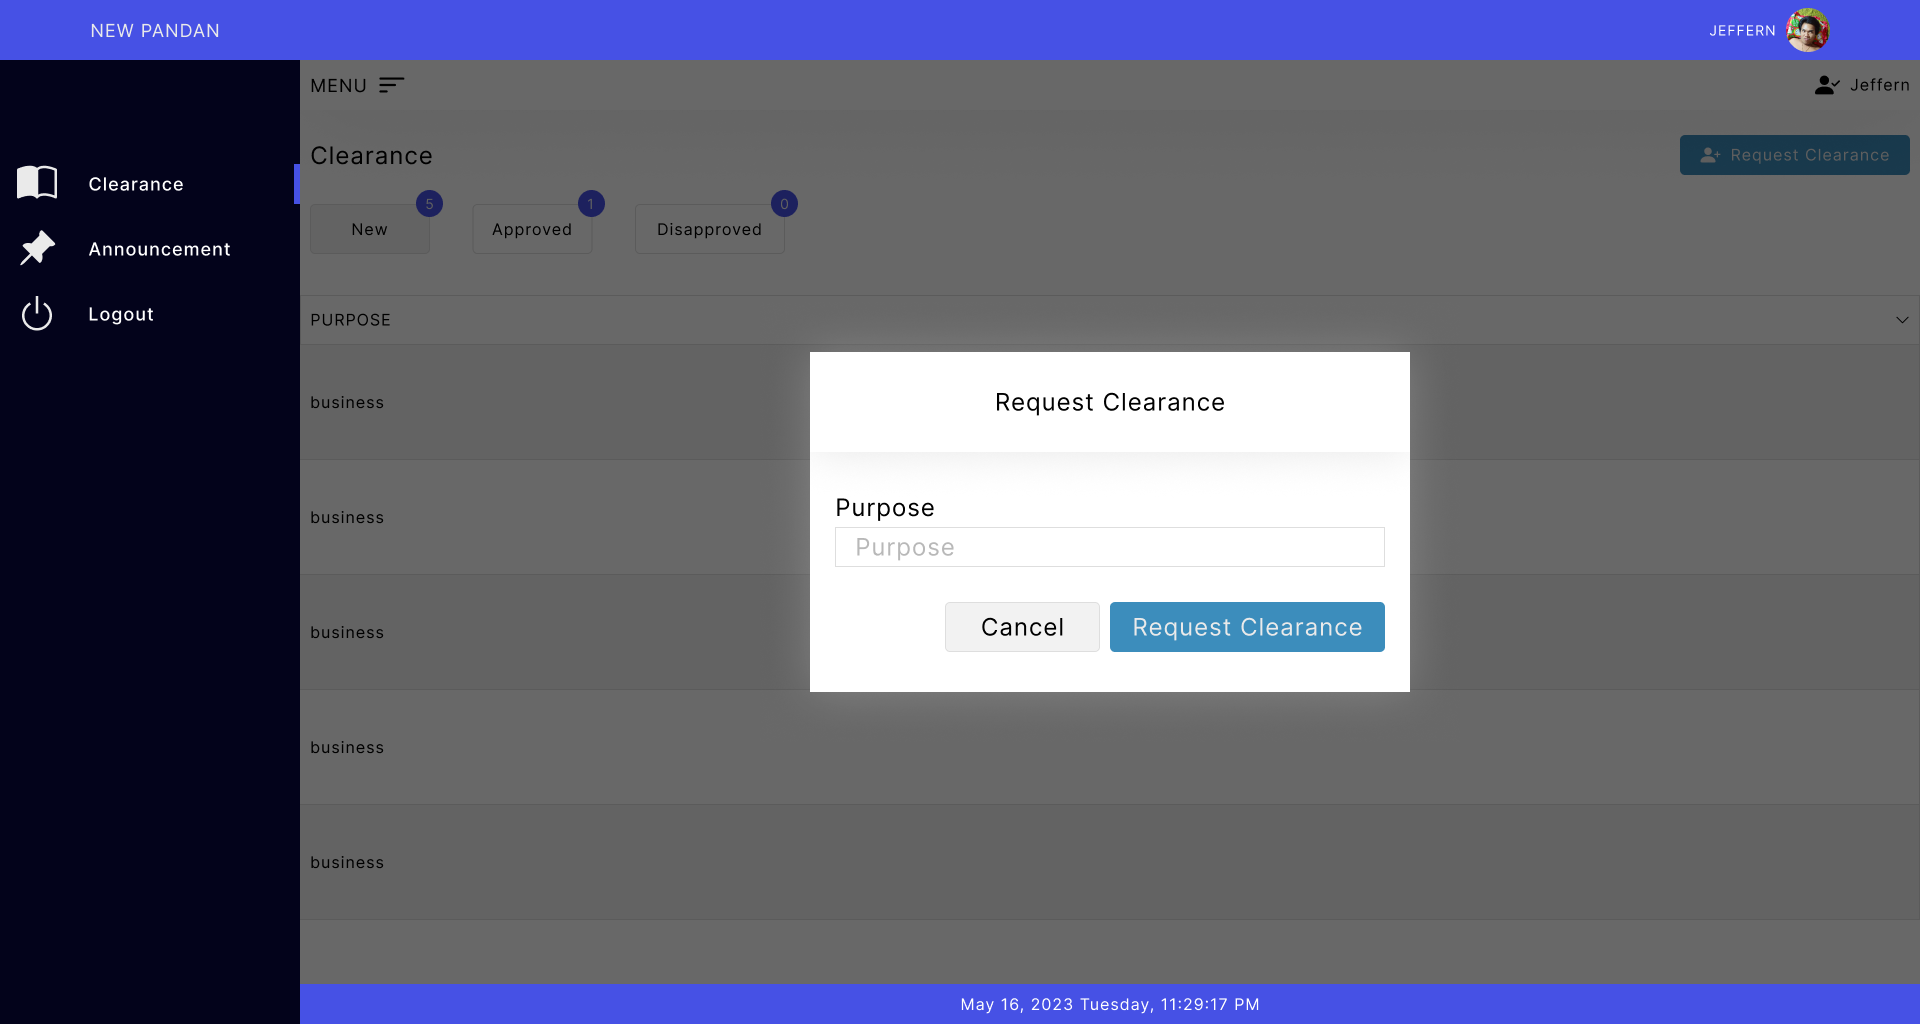 NEW PANDAN
JEFFERN
MENU
Jeffern
Clearance
Announcement
Logout
Clearance
Request Clearance
New 5
Approved 1
Disapproved 0
PURPOSE
business
business
business
business
business
Request Clearance
Purpose
Purpose
Cancel
Request Clearance
May 16, 2023 Tuesday, 11:29:17 PM